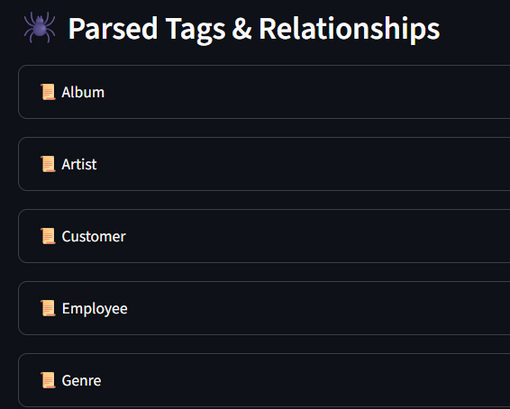 Parsed Tags & Relationships
Album
Artist
Customer
Employee
Genre